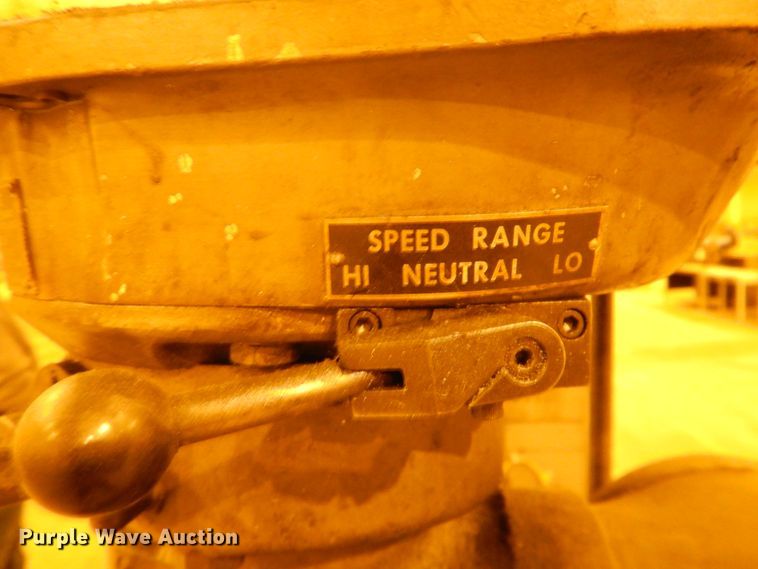 SPEED RANGE
HI NEUTRAL LO
Purple Wave Auction